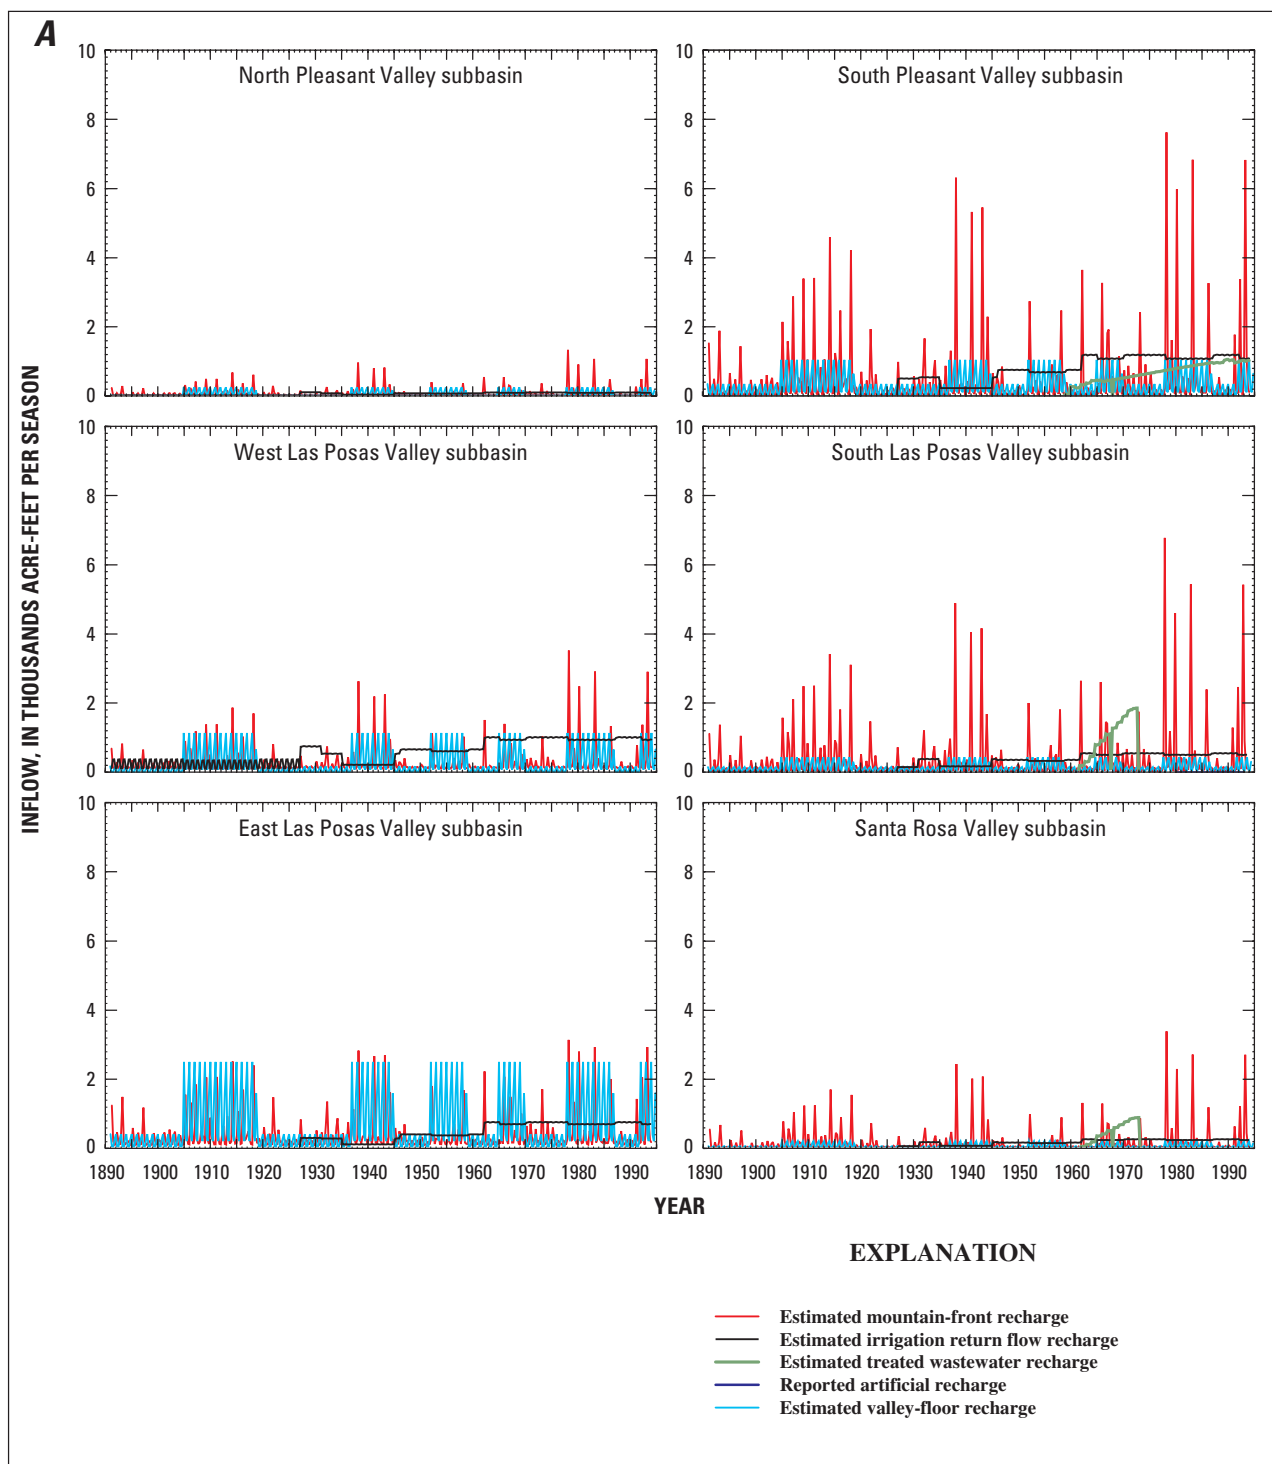 A
INFLOW, IN THOUSANDS ACRE-FEET PER SEASON
North Pleasant Valley subbasin
10
8
6
4
2
0
South Pleasant Valley subbasin
10
8
6
4
2
0
West Las Posas Valley subbasin
10
8
6
4
2
0
South Las Posas Valley subbasin
10
8
6
4
2
0
East Las Posas Valley subbasin
10
8
6
4
2
0
1890 1900 1910 1920 1930 1940 1950 1960 1970 1980 1990
Santa Rosa Valley subbasin
10
8
6
4
2
0
1890 1900 1910 1920 1930 1940 1950 1960 1970 1980 1990
YEAR
EXPLANATION
Estimated mountain-front recharge
Estimated irrigation return flow recharge
Estimated treated wastewater recharge
Reported artificial recharge
Estimated valley-floor recharge